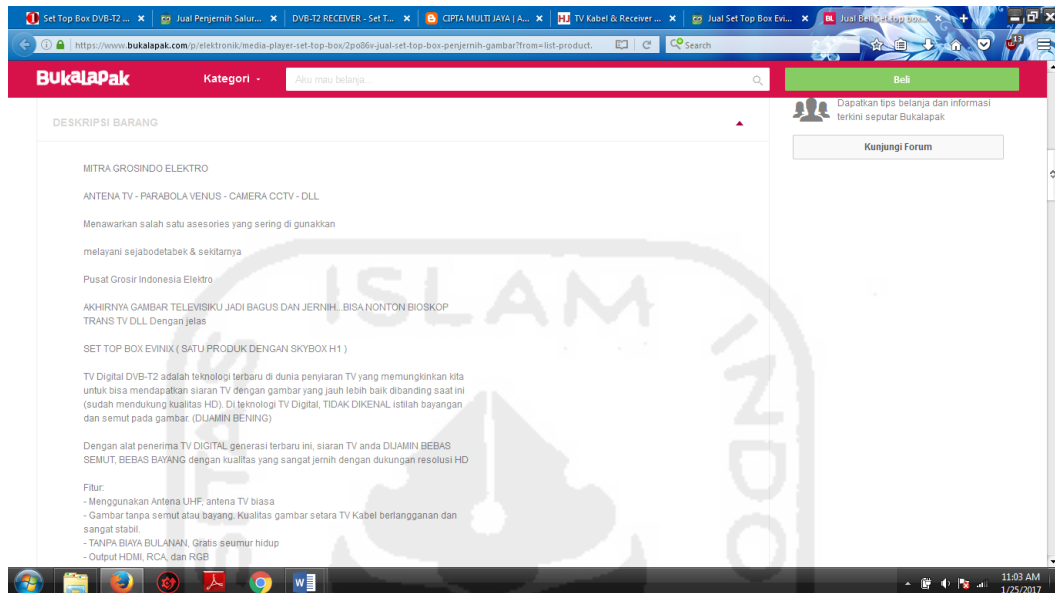 Set Top Box DVB-T2 ...
Jual Penjernih Salur...
DVB-T2 RECEIVER - Set T...
CIPTA MULTI JAYA | A...
HJ TV Kabel & Receiver ...
Jual Set Top Box Evi...
BL Jual Beli Set top box...
https://www.bukalapak.com/p/elektronik/media-player-set-top-box/2po86v-jual-set-top-box-penjernih-gambar?from=list-product.
Search
13
BukaLaPak
Kategori
Aku mau belanja...
Beli
DESKRIPSI BARANG
Dapatkan tips belanja dan informasi
terkini seputar Bukalapak
Kunjungi Forum
MITRA GROSINDO ELEKTRO
ANTENA TV - PARABOLA VENUS - CAMERA CCTV - DLL
Menawarkan salah satu asesories yang sering di gunakkan
melayani sejabodetabek & sekitarnya
Pusat Grosir Indonesia Elektro
AKHIRNYA GAMBAR TELEVISIKU JADI BAGUS DAN JERNIH...BISA NONTON BIOSKOP
TRANS TV DLL Dengan jelas
SET TOP BOX EVINIX ( SATU PRODUK DENGAN SKYBOX H1 )
TV Digital DVB-T2 adalah teknologi terbaru di dunia penyiaran TV yang memungkinkan kita
untuk bisa mendapatkan siaran TV dengan gambar yang jauh lebih baik dibanding saat ini
(sudah mendukung kualitas HD). Di teknologi TV Digital, TIDAK DIKENAL istilah bayangan
dan semut pada gambar. (DIJAMIN BENING)
Dengan alat penerima TV DIGITAL generasi terbaru ini, siaran TV anda DIJAMIN BEBAS
SEMUT, BEBAS BAYANG dengan kualitas yang sangat jernih dengan dukungan resolusi HD
Fitur:
- Menggunakan Antena UHF, antena TV biasa
- Gambar tanpa semut atau bayang. Kualitas gambar setara TV Kabel berlangganan dan
sangat stabil.
- TANPA BIAYA BULANAN, Gratis seumur hidup
- Output HDMI, RCA, dan RGB
ISLAM
INDO
11:03 AM
1/25/2017